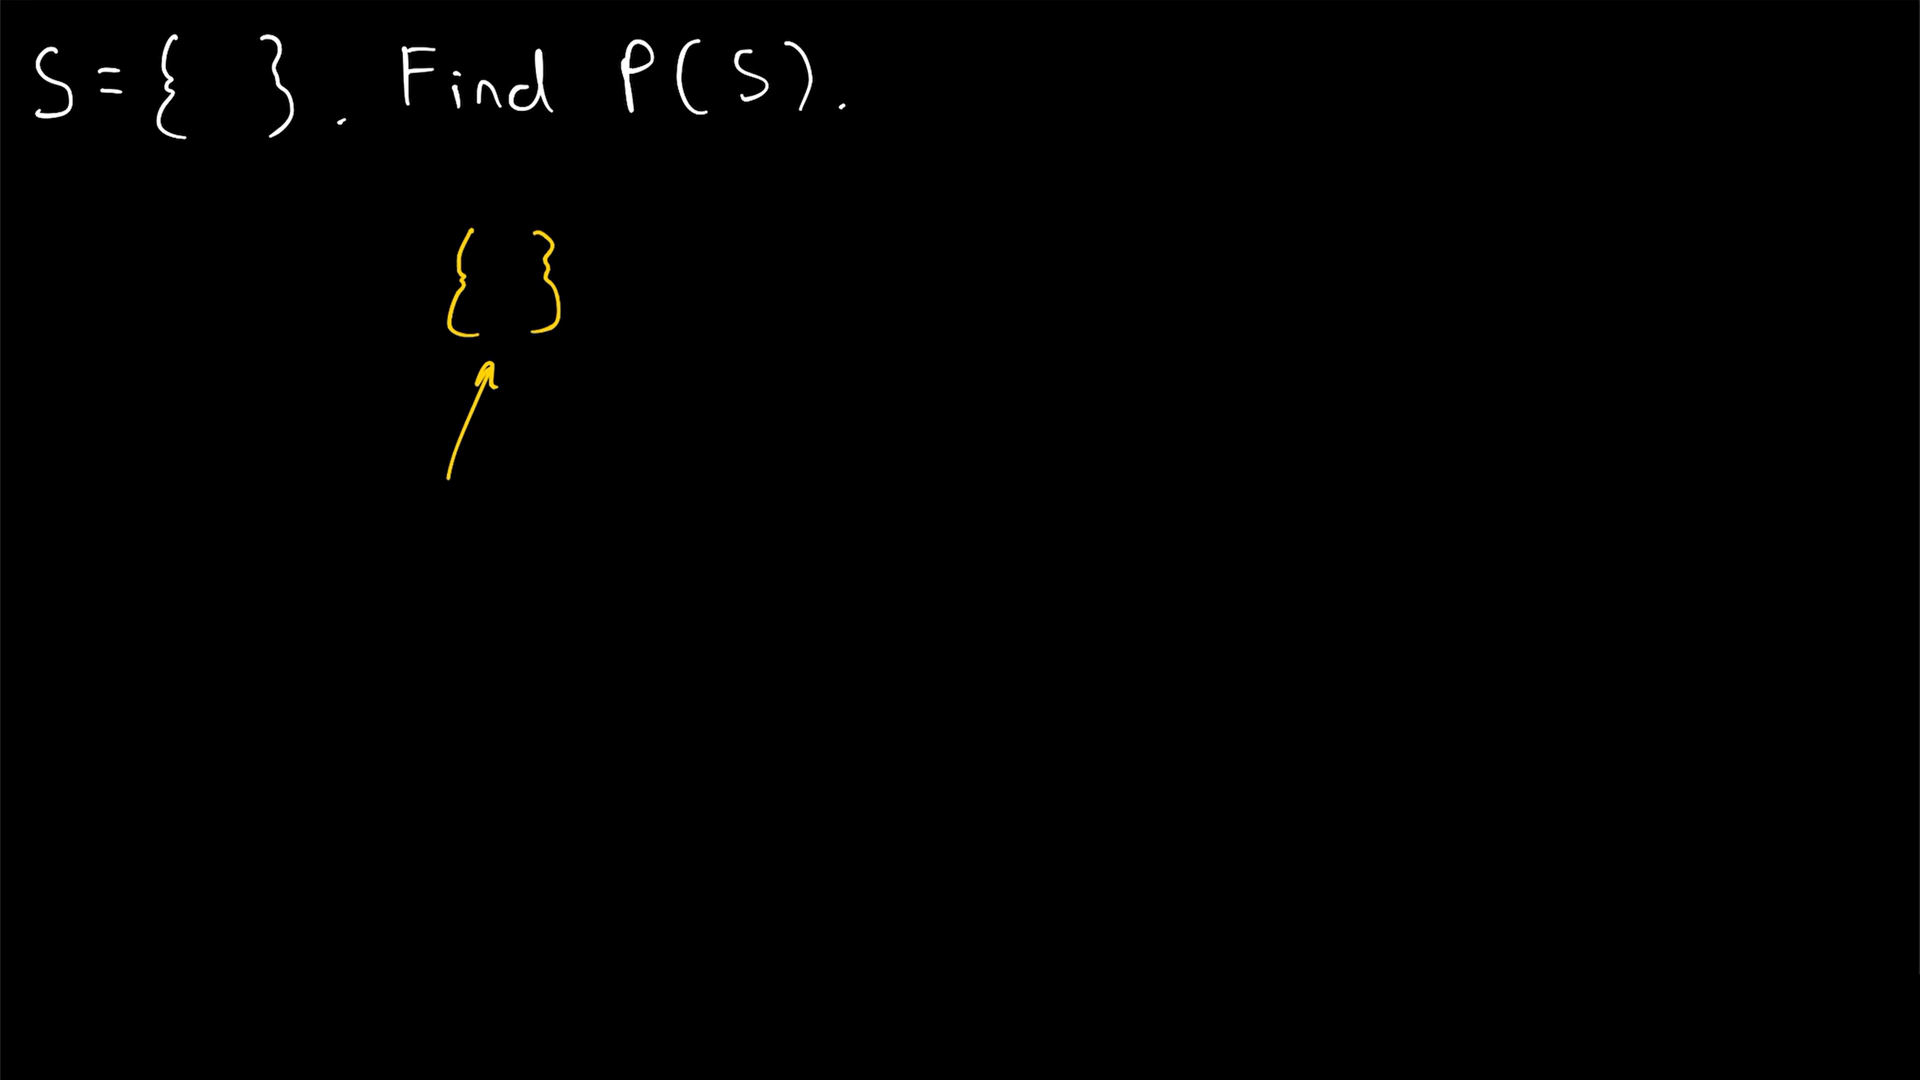 S = { }. Find P(S).
{ }